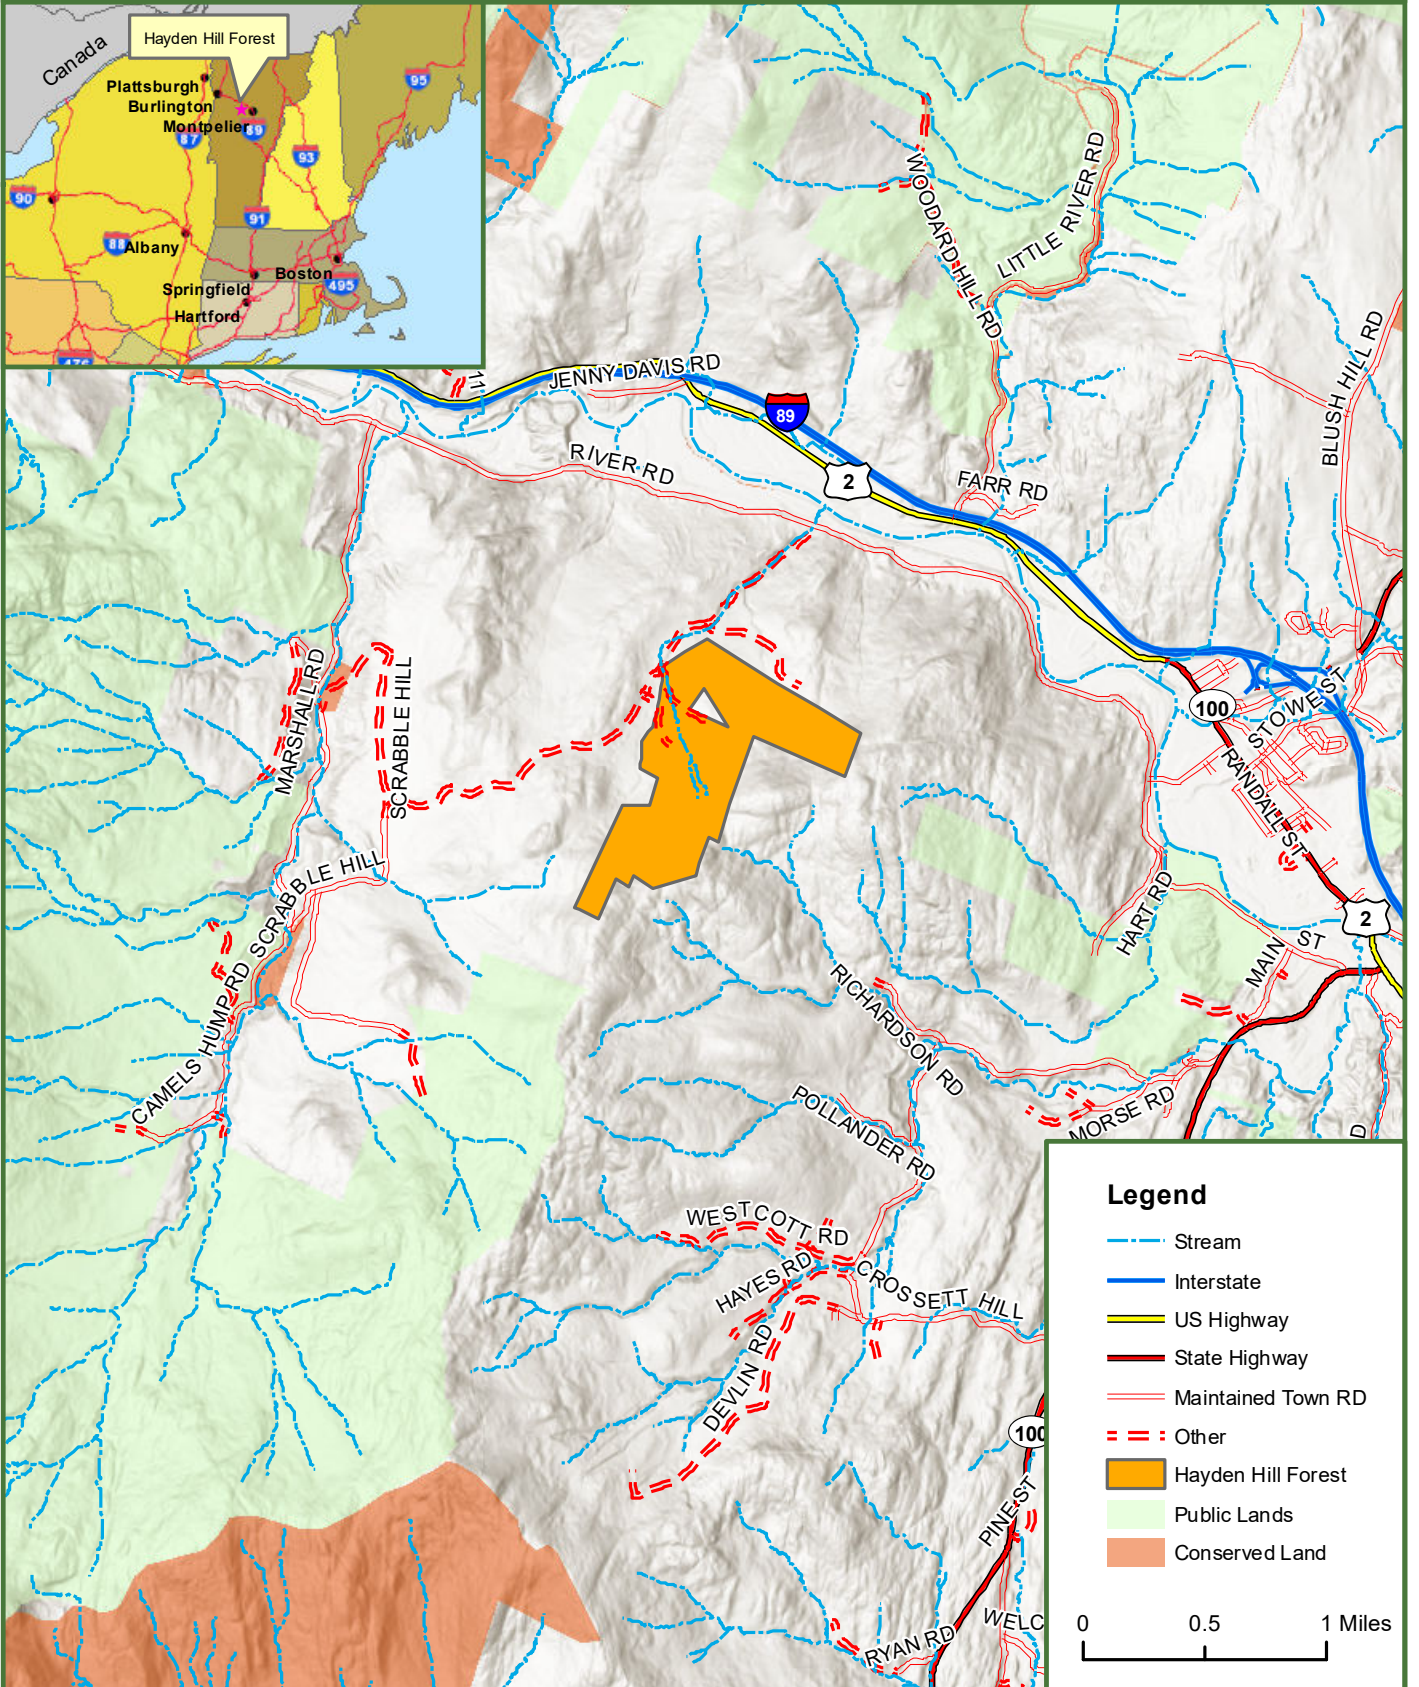 Canada
Hayden Hill Forest
95
Plattsburgh
Burlington
Montpelier
89
87
93
90
91
88
Albany
Boston
495
Springfield
Hartford
WOODARD HILL RD
LITTLE RIVER RD
BLUSH HILL RD
11
JENNY DAVIS RD
89
RIVER RD
2
FARR RD
MARSHALL RD
SCRABBLE HILL
100
STOWE ST
RANDALL ST
SCRABBLE HILL
HART RD
2
MAIN ST
CAMELS HUMP RD
RICHARDSON RD
POLLANDER RD
MORSE RD
D
WESTCOTT RD
HAYES RD
CROSSETT HILL
DEVLIN RD
100
PINE ST
RYAN RD
WELC
Legend
Stream
Interstate
US Highway
State Highway
Maintained Town RD
Other
Hayden Hill Forest
Public Lands
Conserved Land
0 0.5 1 Miles